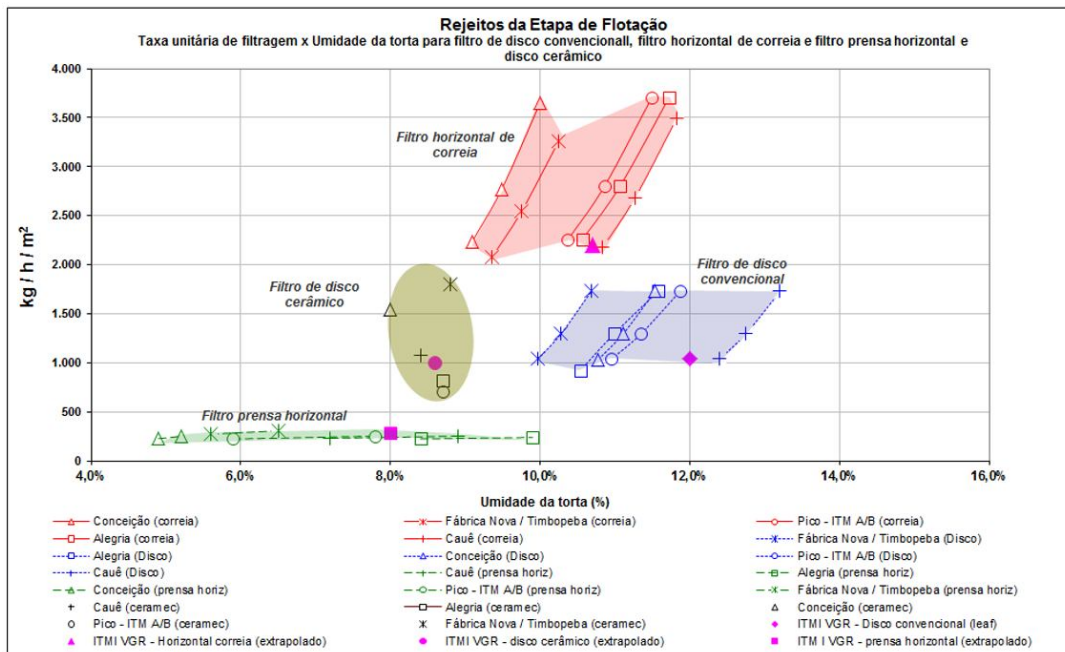 Rejeitos da Etapa de Flotação
Taxa unitária de filtragem x Umidade da torta para filtro de disco convencionall, filtro horizontal de correia e filtro prensa horizontal e
disco cerâmico
kg / h / m²
4.000
3.500
3.000
2.500
2.000
1.500
1.000
500
0
Filtro horizontal de
correia
Filtro de disco
cerâmico
Filtro de disco
convencional
Filtro prensa horizontal
4,0% 6,0% 8,0% 10,0% 12,0% 14,0% 16,0%
Umidade da torta (%)
Conceição (correia) Fábrica Nova / Timbopeba (correia) Pico - ITM A/B (correia)
Alegria (correia) Cauê (correia) Fábrica Nova / Timbopeba (Disco)
Alegria (Disco) Conceição (Disco) Pico - ITM A/B (Disco)
Cauê (Disco) Cauê (prensa horiz) Alegria (prensa horiz)
Conceição (prensa horiz) Pico - ITM A/B (prensa horiz) Fábrica Nova / Timbopeba (prensa horiz)
Cauê (ceramec) Alegria (ceramec) Conceição (ceramec)
Pico - ITM A/B (ceramec) Fábrica Nova / Timbopeba (ceramec) ITMI VGR - Disco convencional (leaf)
ITMI VGR - Horizontal correia (extrapolado) ITMI VGR - disco cerâmico (extrapolado) ITM I VGR - prensa horizontal (extrapolado)